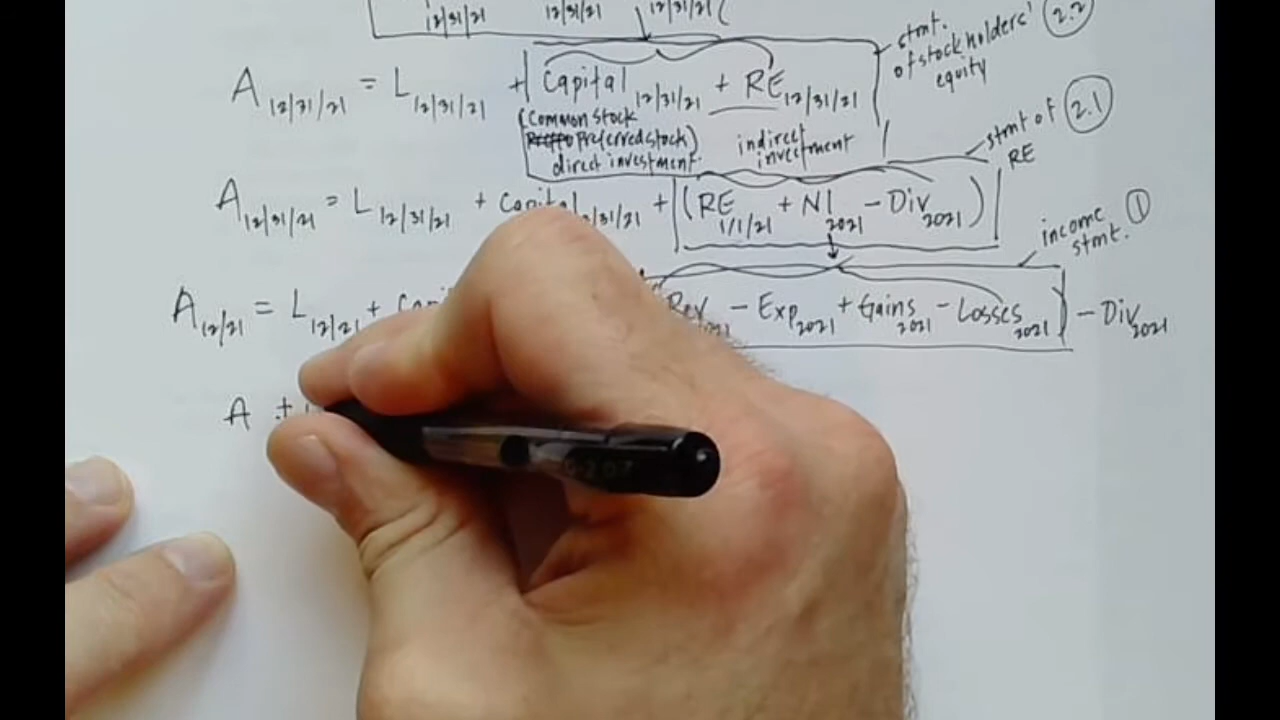 12/31/21 12/31/21 12/31/21
stmt. of stockholders' equity 2.2
A 12/31/21 = L 12/31/21 + Capital 12/31/21 + RE 12/31/21
(Common stock
Preferred stock)
direct investment.
indirect investment
stmt of RE 2.1
A 12/31/21 = L 12/31/21 + Capital /31/21 + (RE 1/1/21 + NI 2021 - Div 2021)
income stmt. 1
A 12/21 = L 12/21 + Rev - Exp 2021 + Gains 2021 - Losses 2021) - Div 2021
A